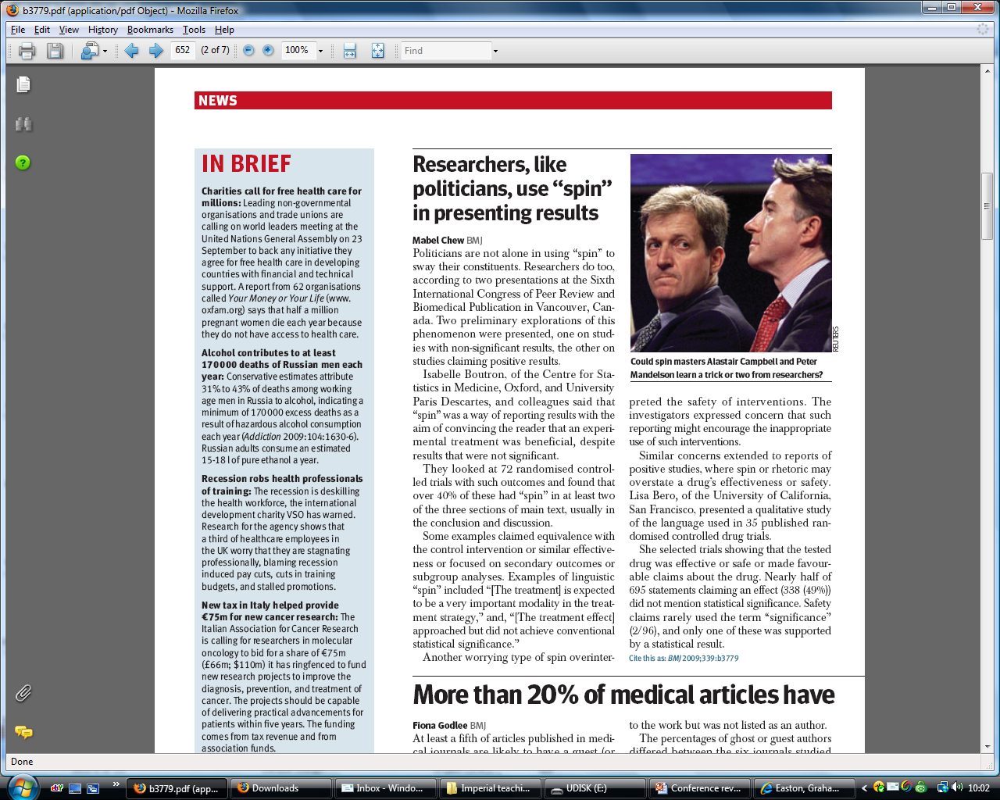 b3779.pdf (application/pdf Object) - Mozilla Firefox
File Edit View History Bookmarks Tools Help
652 (2 of 7) 100% Find
NEWS
IN BRIEF
Charities call for free health care for
millions: Leading non-governmental
organisations and trade unions are
calling on world leaders meeting at the
United Nations General Assembly on 23
September to back any initiative they
agree for free health care in developing
countries with financial and technical
support. A report from 62 organisations
called Your Money or Your Life (www.
oxfam.org) says that half a million
pregnant women die each year because
they do not have access to health care.
Alcohol contributes to at least
170 000 deaths of Russian men each
year: Conservative estimates attribute
31% to 43% of deaths among working
age men in Russia to alcohol, indicating a
minimum of 170 000 excess deaths as a
result of hazardous alcohol consumption
each year (Addiction 2009:104:1630-6).
Russian adults consume an estimated
15-18 l of pure ethanol a year.
Recession robs health professionals
of training: The recession is deskilling
the health workforce, the international
development charity VSO has warned.
Research for the agency shows that
a third of healthcare employees in
the UK worry that they are stagnating
professionally, blaming recession
induced pay cuts, cuts in training
budgets, and stalled promotions.
New tax in Italy helped provide
€75m for new cancer research: The
Italian Association for Cancer Research
is calling for researchers in molecular
oncology to bid for a share of €75m
(£66m; $110m) it has ringfenced to fund
new research projects to improve the
diagnosis, prevention, and treatment of
cancer. The projects should be capable
of delivering practical advancements for
patients within five years. The funding
comes from tax revenue and from
association funds.
Researchers, like
politicians, use “spin”
in presenting results
Mabel Chew BMJ
Politicians are not alone in using “spin” to
sway their constituents. Researchers do too,
according to two presentations at the Sixth
International Congress of Peer Review and
Biomedical Publication in Vancouver, Can-
ada. Two preliminary explorations of this
phenomenon were presented, one on stud-
ies with non-significant results, the other on
studies claiming positive results.
Isabelle Boutron, of the Centre for Sta-
tistics in Medicine, Oxford, and University
Paris Descartes, and colleagues said that
“spin” was a way of reporting results with the
aim of convincing the reader that an experi-
mental treatment was beneficial, despite
results that were not significant.
They looked at 72 randomised control-
led trials with such outcomes and found that
over 40% of these had “spin” in at least two
of the three sections of main text, usually in
the conclusion and discussion.
Some examples claimed equivalence with
the control intervention or similar effective-
ness or focused on secondary outcomes or
subgroup analyses. Examples of linguistic
“spin” included “[The treatment] is expected
to be a very important modality in the treat-
ment strategy,” and, “[The treatment effect]
approached but did not achieve conventional
statistical significance.”
Another worrying type of spin overinter-
REUTERS
Could spin masters Alastair Campbell and Peter
Mandelson learn a trick or two from researchers?
preted the safety of interventions. The
investigators expressed concern that such
reporting might encourage the inappropriate
use of such interventions.
Similar concerns extended to reports of
positive studies, where spin or rhetoric may
overstate a drug’s effectiveness or safety.
Lisa Bero, of the University of California,
San Francisco, presented a qualitative study
of the language used in 35 published ran-
domised controlled drug trials.
She selected trials showing that the tested
drug was effective or safe or made favour-
able claims about the drug. Nearly half of
695 statements claiming an effect (338 (49%))
did not mention statistical significance. Safety
claims rarely used the term “significance”
(2/96), and only one of these was supported
by a statistical result.
Cite this as: BMJ 2009;339:b3779
More than 20% of medical articles have
Fiona Godlee BMJ
At least a fifth of articles published in medi-
cal journals are likely to have a guest (or
to the work but was not listed as an author.
The percentages of ghost or guest authors
differed between the six journals studied
Done
b3779.pdf (app... Downloads Inbox - Windo... Imperial teachi... UDISK (E:) Conference rev... Easton, Graha... 10:02